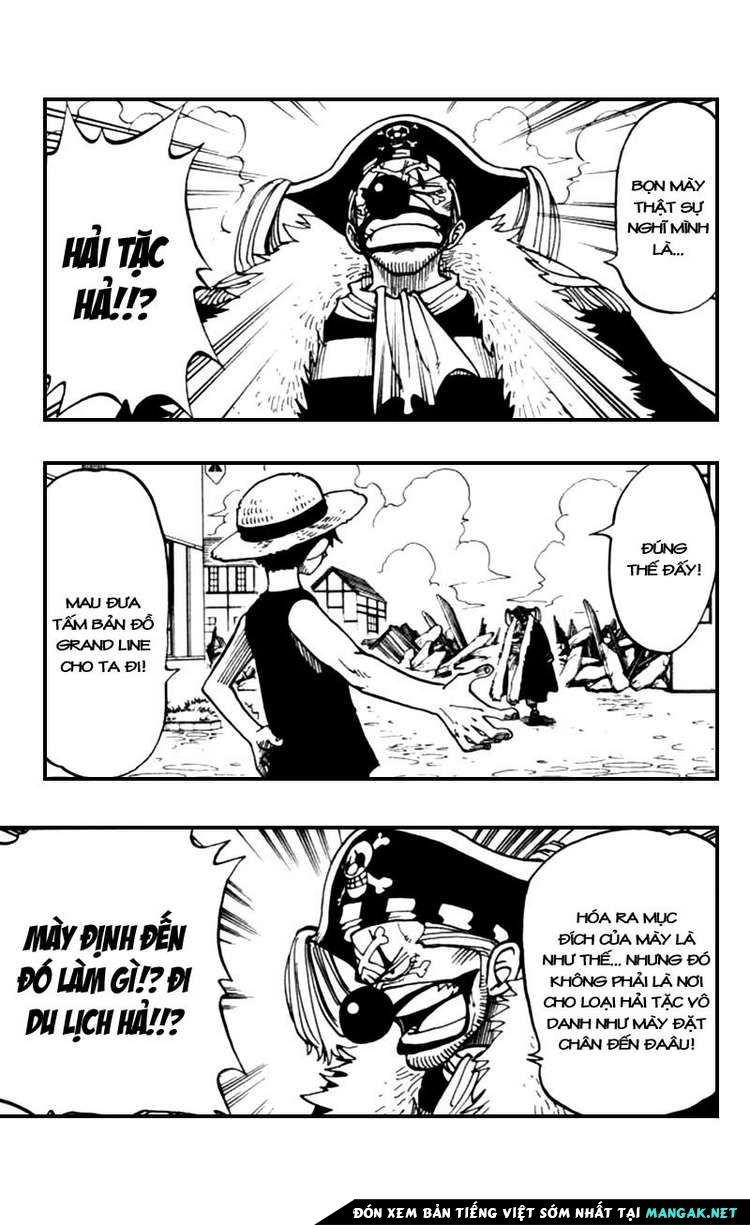 BỌN MÀY
THẬT SỰ
NGHĨ MÌNH
LÀ...
HẢI TẶC
HẢ!!!?
ĐÚNG
THẾ ĐẤY!
MAU ĐƯA
TẤM BẢN ĐỒ
GRAND LINE
CHO TA ĐI!
HÓA RA MỤC
ĐÍCH CỦA MÀY LÀ
NHƯ THẾ... NHƯNG ĐÓ
KHÔNG PHẢI LÀ NƠI
CHO LOẠI HẢI TẶC VÔ
DANH NHƯ MÀY ĐẶT
CHÂN ĐẾN ĐAÂU!
MÀY ĐỊNH ĐẾN
ĐÓ LÀM GÌ!? ĐI
DU LỊCH HẢ!!?
ĐÓN XEM BẢN TIẾNG VIỆT SỚM NHẤT TẠI MANGAK.NET